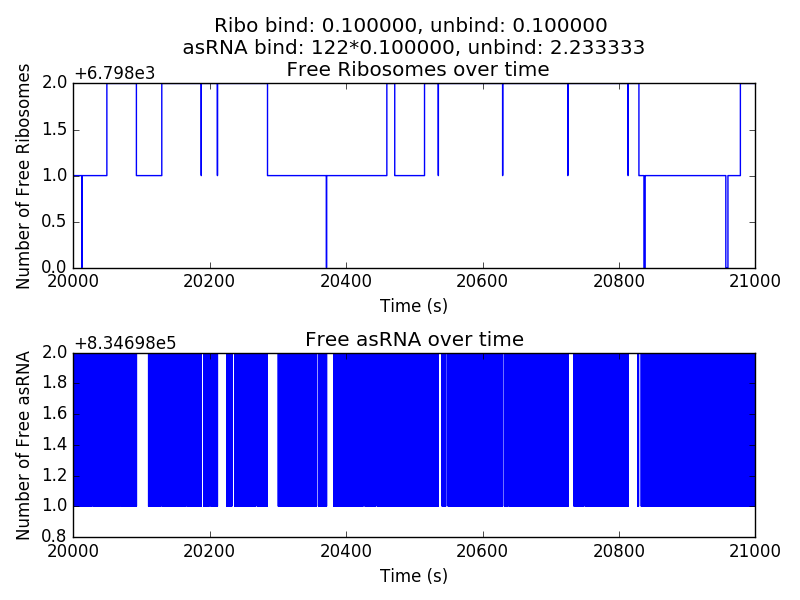 Ribo bind: 0.100000, unbind: 0.100000
asRNA bind: 122*0.100000, unbind: 2.233333
Free Ribosomes over time
+6.798e3
2.0
1.5
1.0
0.5
0.0
Number of Free Ribosomes
20000 20200 20400 20600 20800 21000
Time (s)
Free asRNA over time
+8.34698e5
2.0
1.8
1.6
1.4
1.2
1.0
0.8
Number of Free asRNA
20000 20200 20400 20600 20800 21000
Time (s)